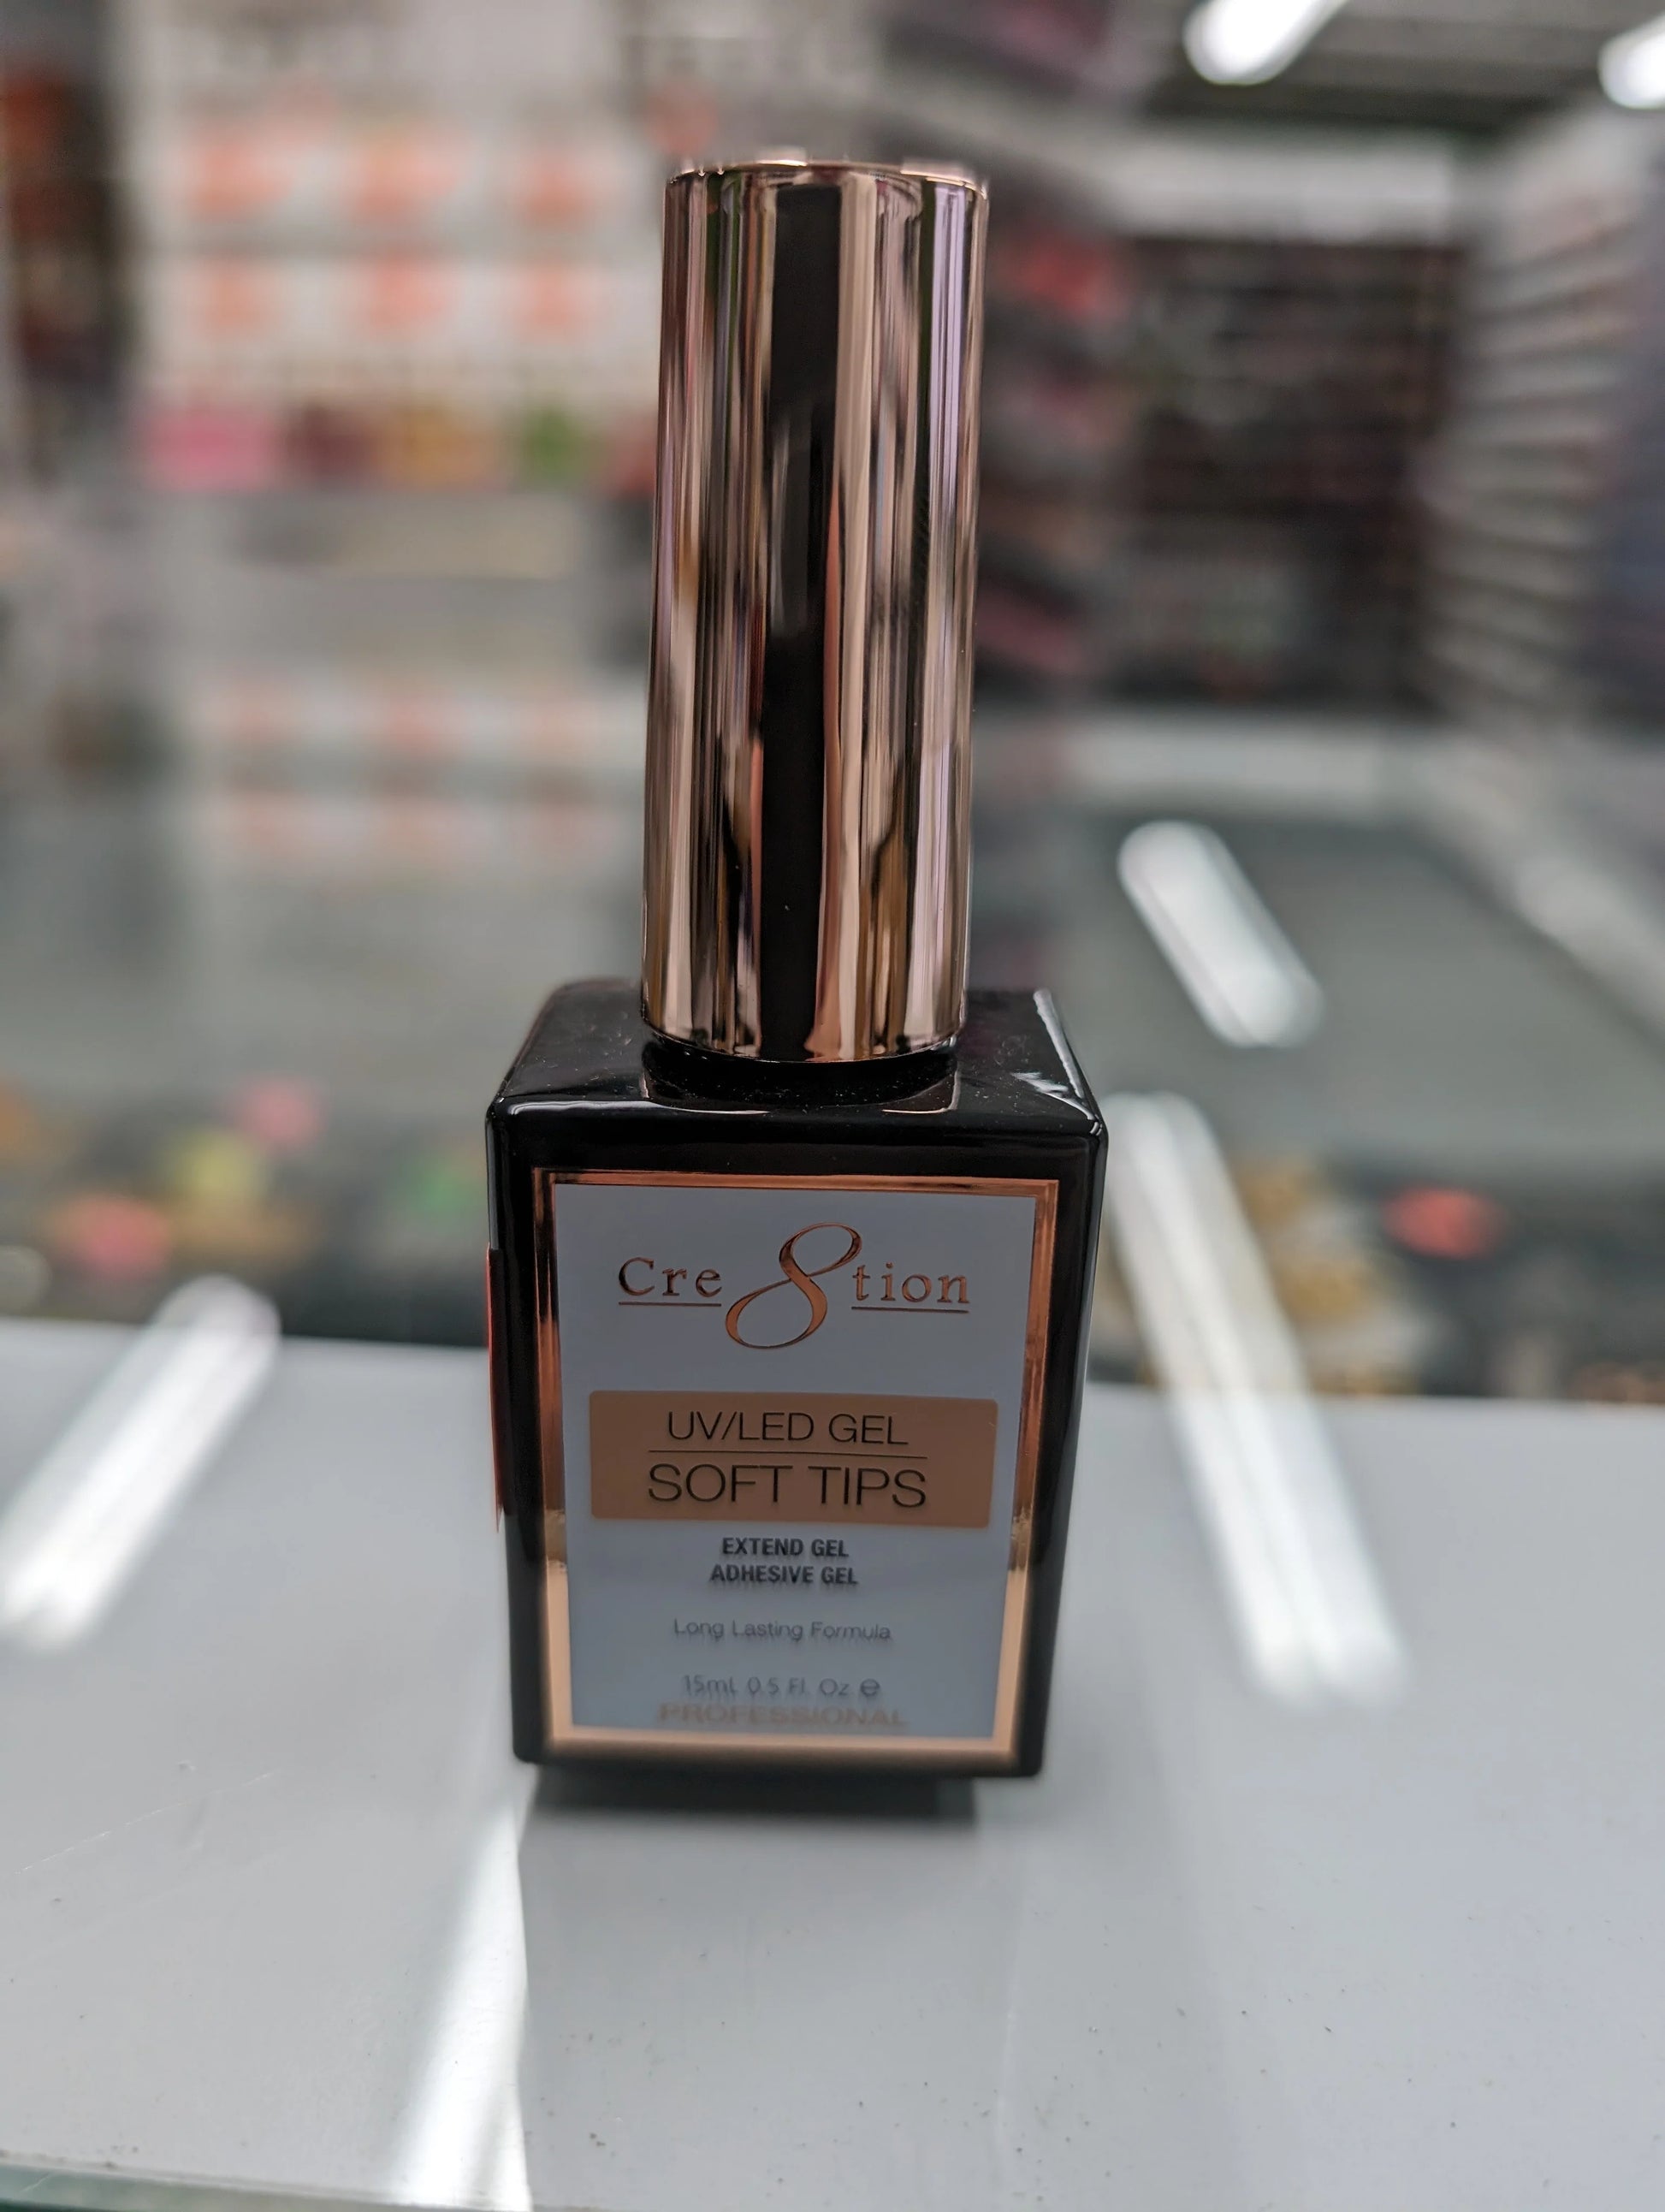 Cre8tion
UV/LED GEL
SOFT TIPS
EXTEND GEL
ADHESIVE GEL
Long Lasting Formula
15mL 0.5 Fl. Oz ℮
PROFESSIONAL